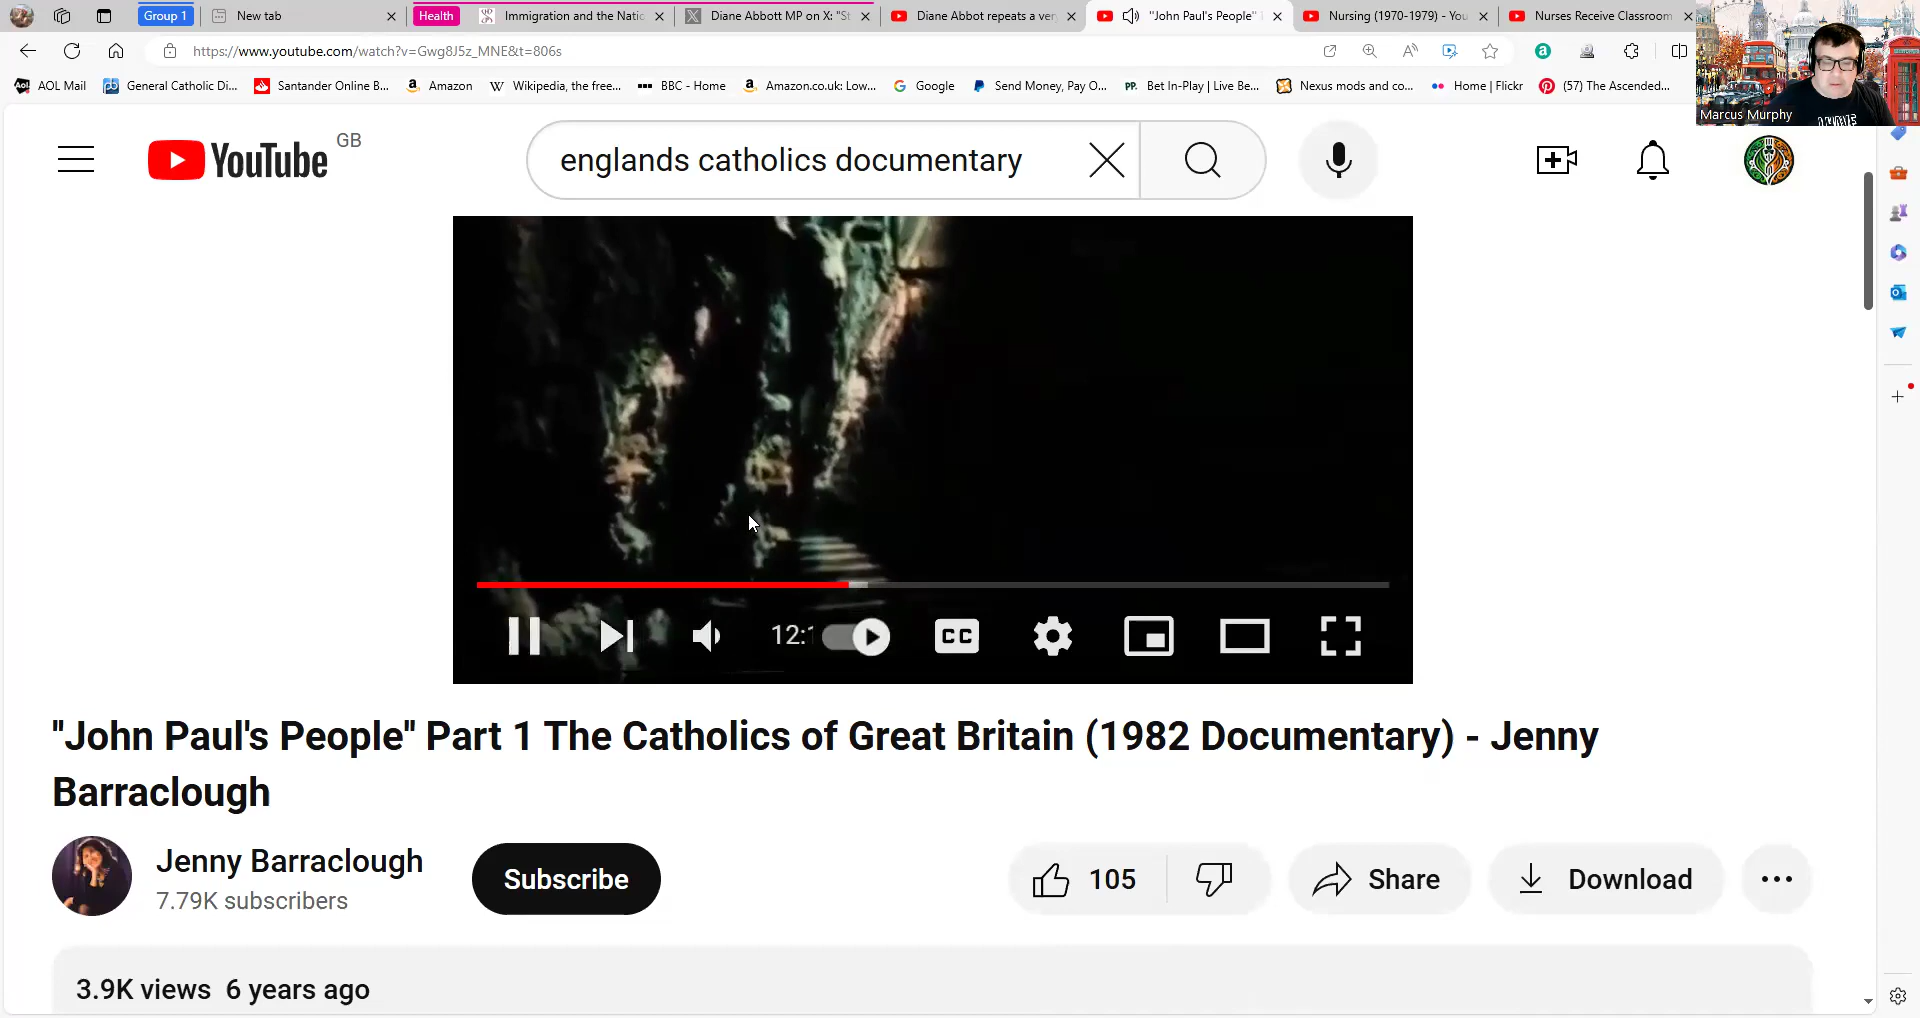 Group 1
New tab
Health
Immigration and the Natio
Diane Abbott MP on X: "St
Diane Abbot repeats a ver
"John Paul's People"
Nursing (1970-1979) - You
Nurses Receive Classroom
https://www.youtube.com/watch?v=Gwg8J5z_MNE&t=806s
AOL Mail
General Catholic Di...
Santander Online B...
Amazon
Wikipedia, the free...
BBC - Home
Amazon.co.uk: Low...
Google
Send Money, Pay O...
PP.
Bet In-Play | Live Be...
Nexus mods and co...
Home | Flickr
(57) The Ascended...
Marcus Murphy
YouTube
GB
englands catholics documentary
CC
"John Paul's People" Part 1 The Catholics of Great Britain (1982 Documentary) - Jenny
Barraclough
Jenny Barraclough
7.79K subscribers
Subscribe
105
Share
Download
3.9K views 6 years ago